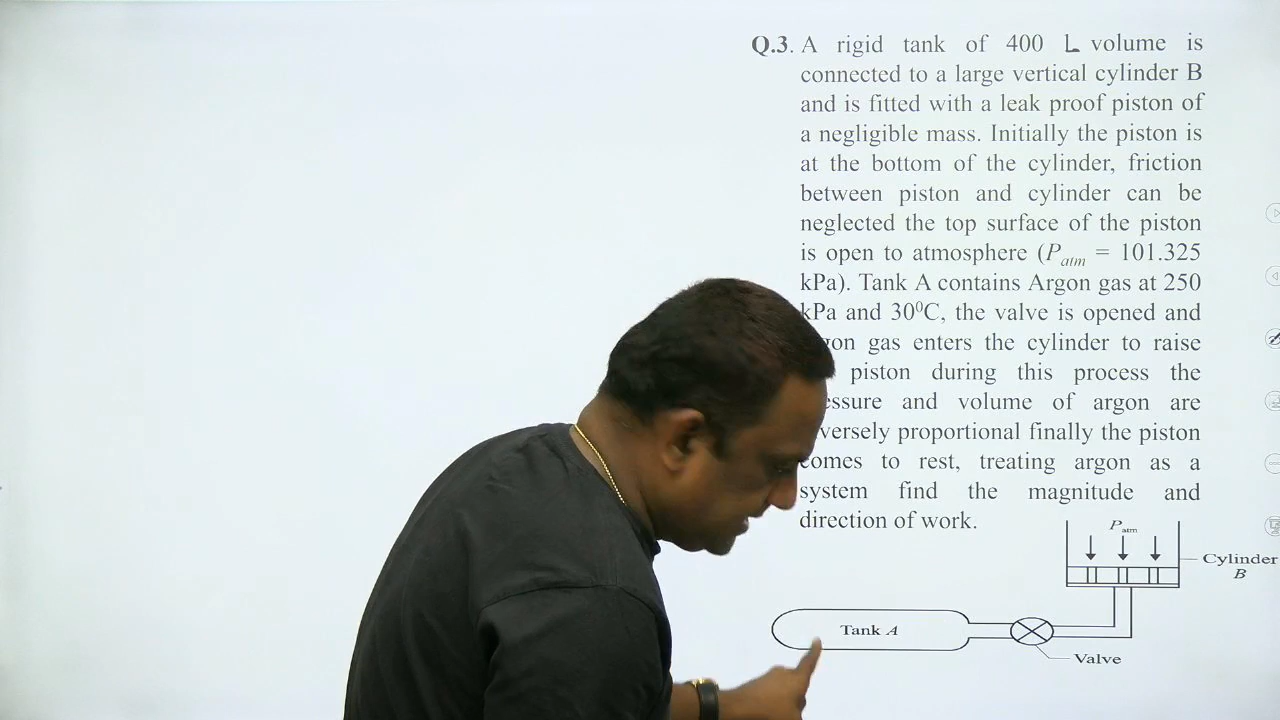 Q.3. A rigid tank of 400 L volume is
connected to a large vertical cylinder B
and is fitted with a leak proof piston of
a negligible mass. Initially the piston is
at the bottom of the cylinder, friction
between piston and cylinder can be
neglected the top surface of the piston
is open to atmosphere (Patm = 101.325
kPa). Tank A contains Argon gas at 250
kPa and 30⁰C, the valve is opened and
gas enters the cylinder to raise
piston during this process the
and volume of argon are
proportional finally the piston
comes to rest, treating argon as a
system find the magnitude and
direction of work.
Patm
Cylinder
B
Tank A
Valve